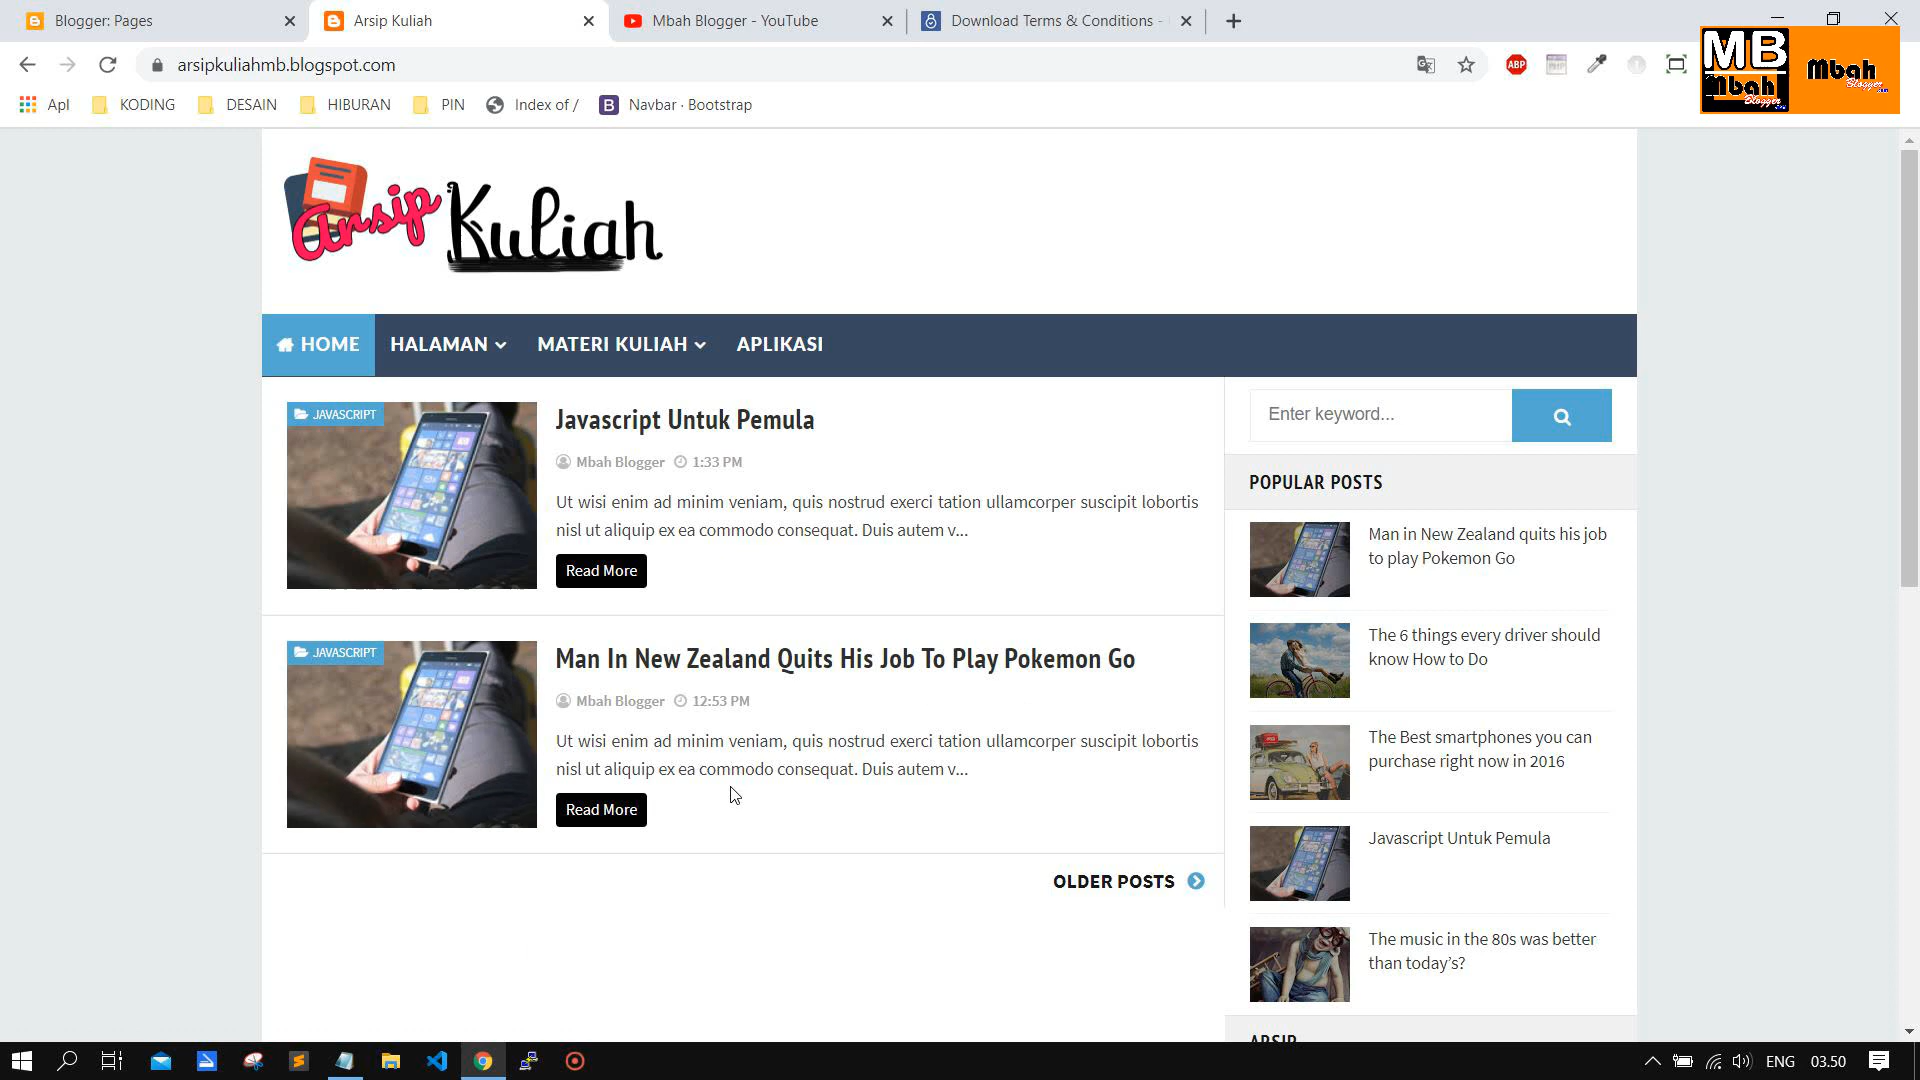 Blogger: Pages
Arsip Kuliah
Mbah Blogger - YouTube
Download Terms & Conditions -
arsipkuliahmb.blogspot.com
ABP
MB
Mbah
Blogger
Mbah
Blogger
Apl
KODING
DESAIN
HIBURAN
PIN
Index of /
B
Navbar · Bootstrap
Arsip Kuliah
HOME
HALAMAN
MATERI KULIAH
APLIKASI
JAVASCRIPT
Javascript Untuk Pemula
Mbah Blogger 1:33 PM
Ut wisi enim ad minim veniam, quis nostrud exerci tation ullamcorper suscipit lobortis
nisl ut aliquip ex ea commodo consequat. Duis autem v...
Read More
JAVASCRIPT
Man In New Zealand Quits His Job To Play Pokemon Go
Mbah Blogger 12:53 PM
Ut wisi enim ad minim veniam, quis nostrud exerci tation ullamcorper suscipit lobortis
nisl ut aliquip ex ea commodo consequat. Duis autem v...
Read More
OLDER POSTS
Enter keyword...
POPULAR POSTS
Man in New Zealand quits his job
to play Pokemon Go
The 6 things every driver should
know How to Do
The Best smartphones you can
purchase right now in 2016
Javascript Untuk Pemula
The music in the 80s was better
than today's?
ARSIP
ENG
03.50